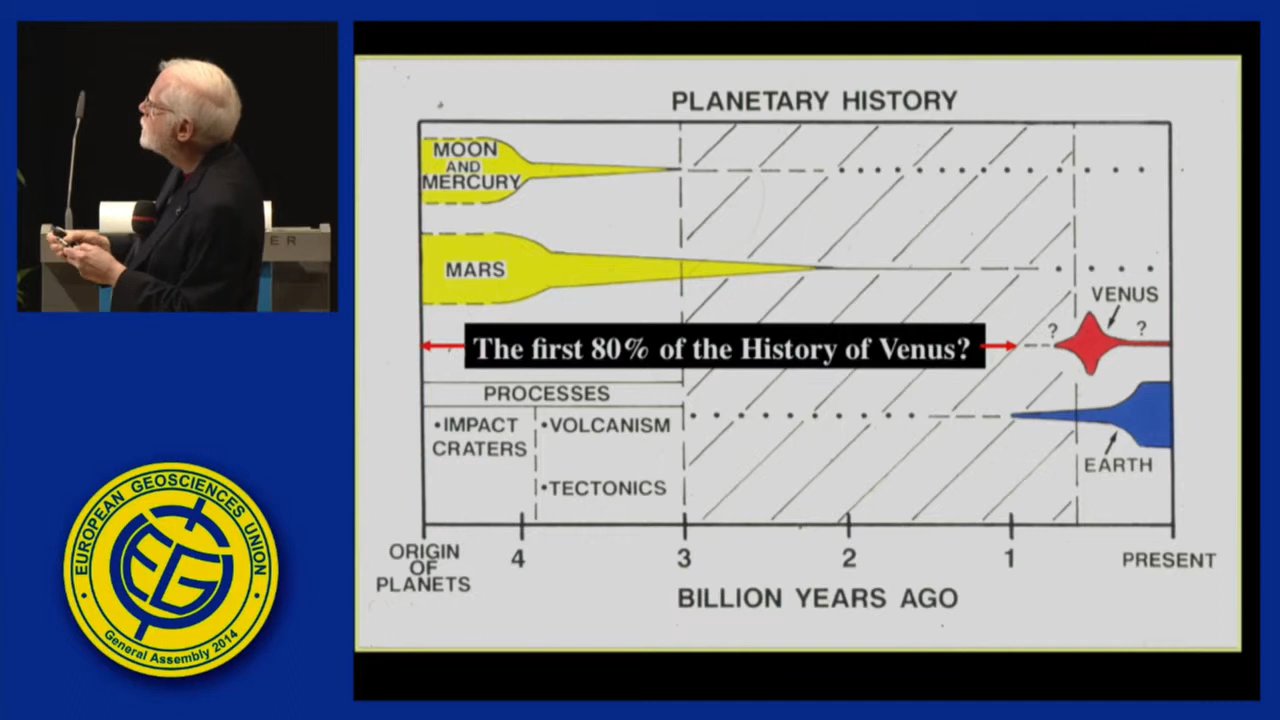 ER
PLANETARY HISTORY
MOON
AND
MERCURY
MARS
VENUS
?
?
The first 80% of the History of Venus?
PROCESSES
•IMPACT
CRATERS
•VOLCANISM
•TECTONICS
EARTH
ORIGIN
OF
PLANETS
4
3
2
1
PRESENT
BILLION YEARS AGO
EUROPEAN GEOSCIENCES UNION
EGU
General Assembly 2014